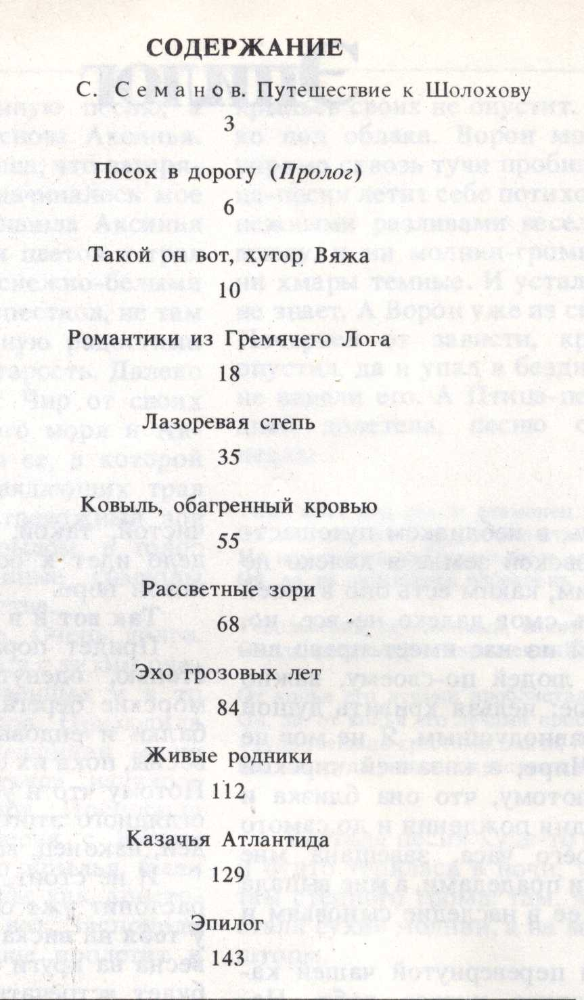 СОДЕРЖАНИЕ
С. Семанов. Путешествие к Шолохову
3
Посох в дорогу (Пролог)
6
Такой он вот, хутор Вяжа
10
Романтики из Гремячего Лога
18
Лазоревая степь
35
Ковыль, обагренный кровью
55
Рассветные зори
68
Эхо грозовых лет
84
Живые родники
112
Казачья Атлантида
129
Эпилог
143